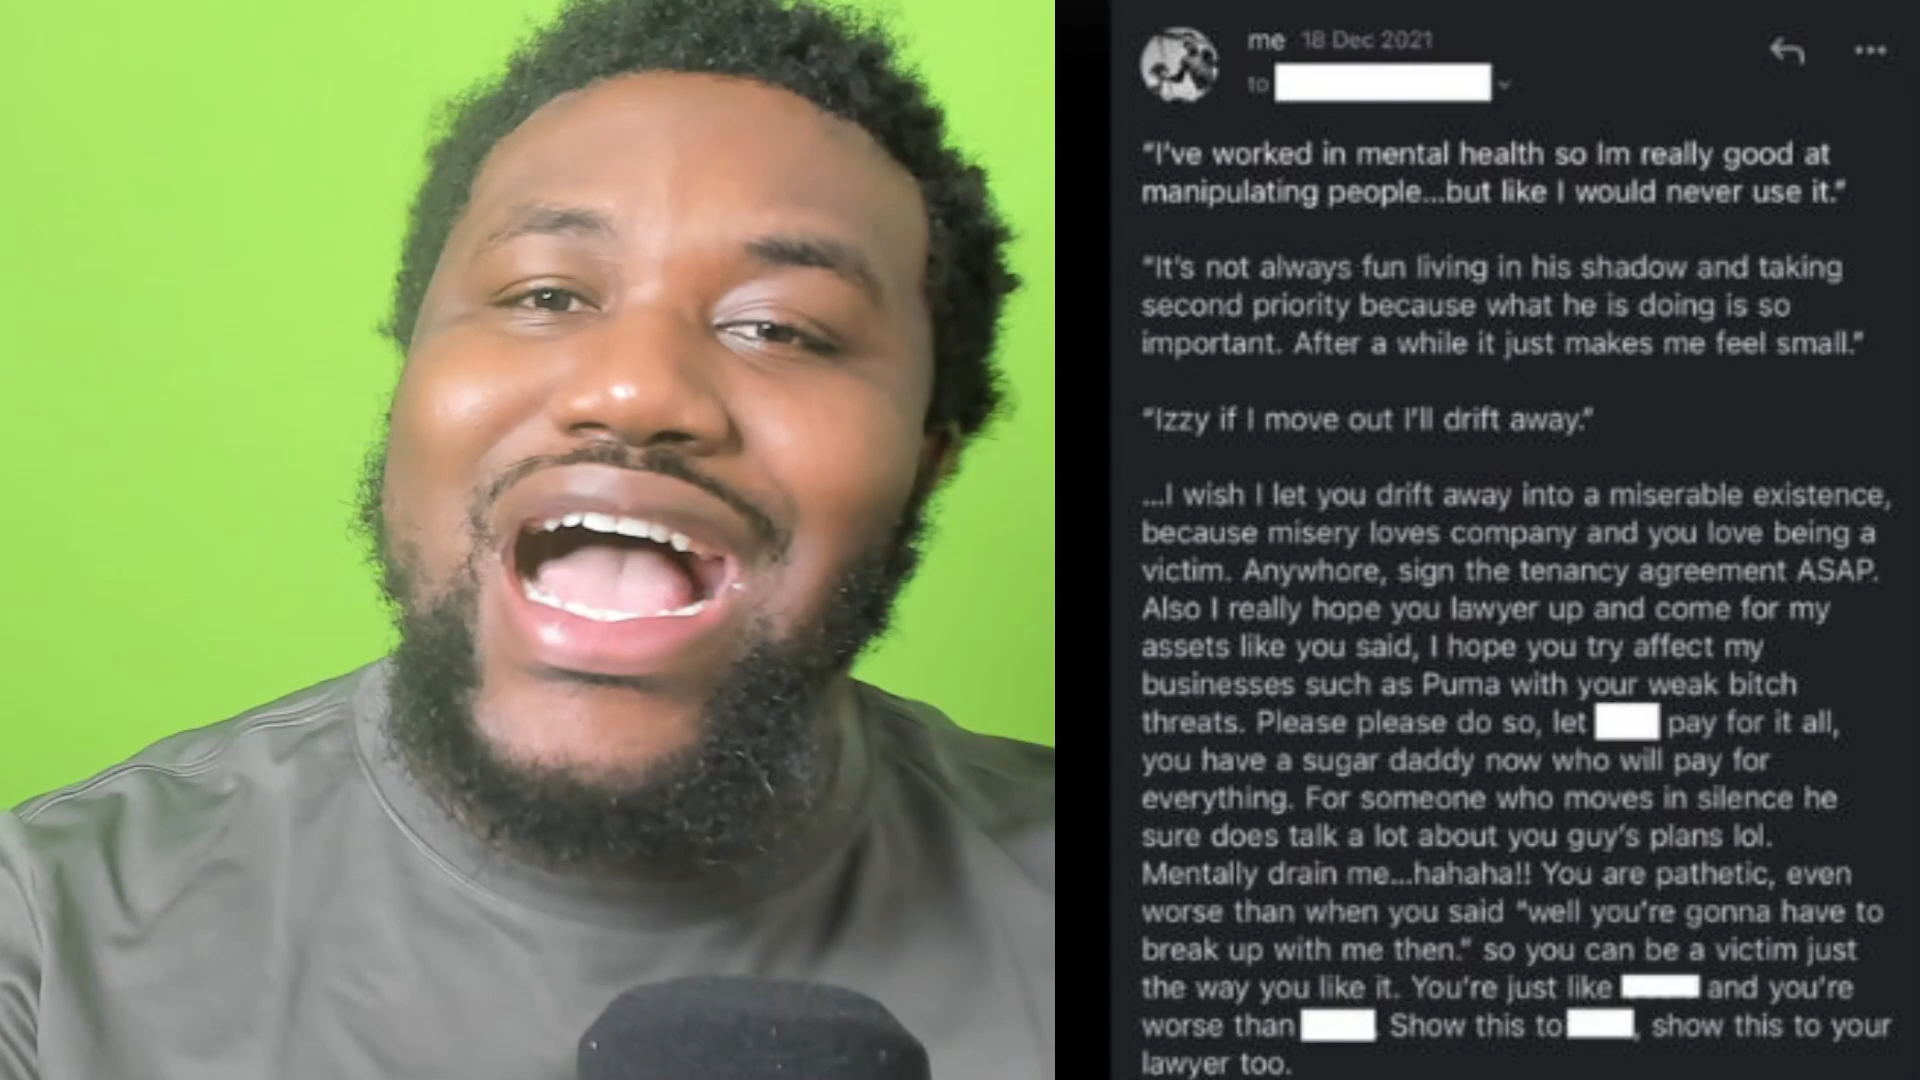 me 18 Dec 2021
to
"I've worked in mental health so Im really good at
manipulating people...but like I would never use it."
"It's not always fun living in his shadow and taking
second priority because what he is doing is so
important. After a while it just makes me feel small."
"Izzy if I move out I'll drift away."
...I wish I let you drift away into a miserable existence,
because misery loves company and you love being a
victim. Anywhore, sign the tenancy agreement ASAP.
Also I really hope you lawyer up and come for my
assets like you said, I hope you try affect my
businesses such as Puma with your weak bitch
threats. Please please do so, let pay for it all,
you have a sugar daddy now who will pay for
everything. For someone who moves in silence he
sure does talk a lot about you guy's plans lol.
Mentally drain me...hahaha!! You are pathetic, even
worse than when you said "well you're gonna have to
break up with me then." so you can be a victim just
the way you like it. You're just like and you're
worse than . Show this to , show this to your
lawyer too.